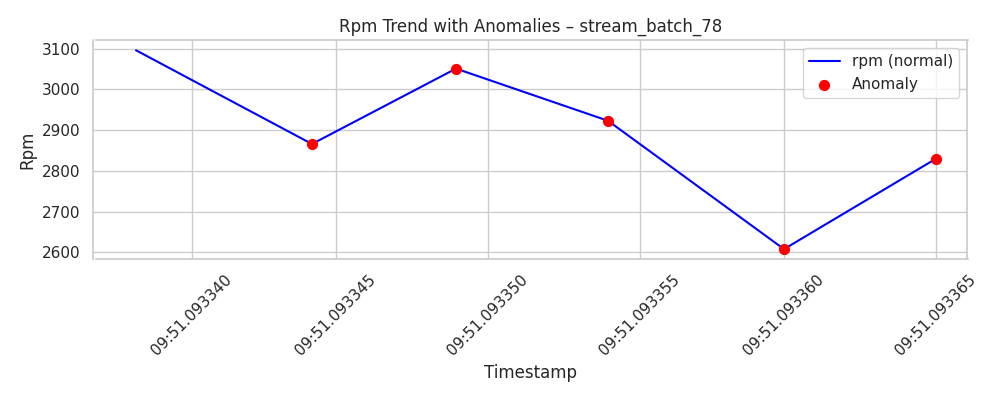 Rpm Trend with Anomalies – stream_batch_78
3100
3000
2900
2800
2700
2600
Rpm
rpm (normal)
Anomaly
09:51.093340
09:51.093345
09:51.093350
09:51.093355
09:51.093360
09:51.093365
Timestamp